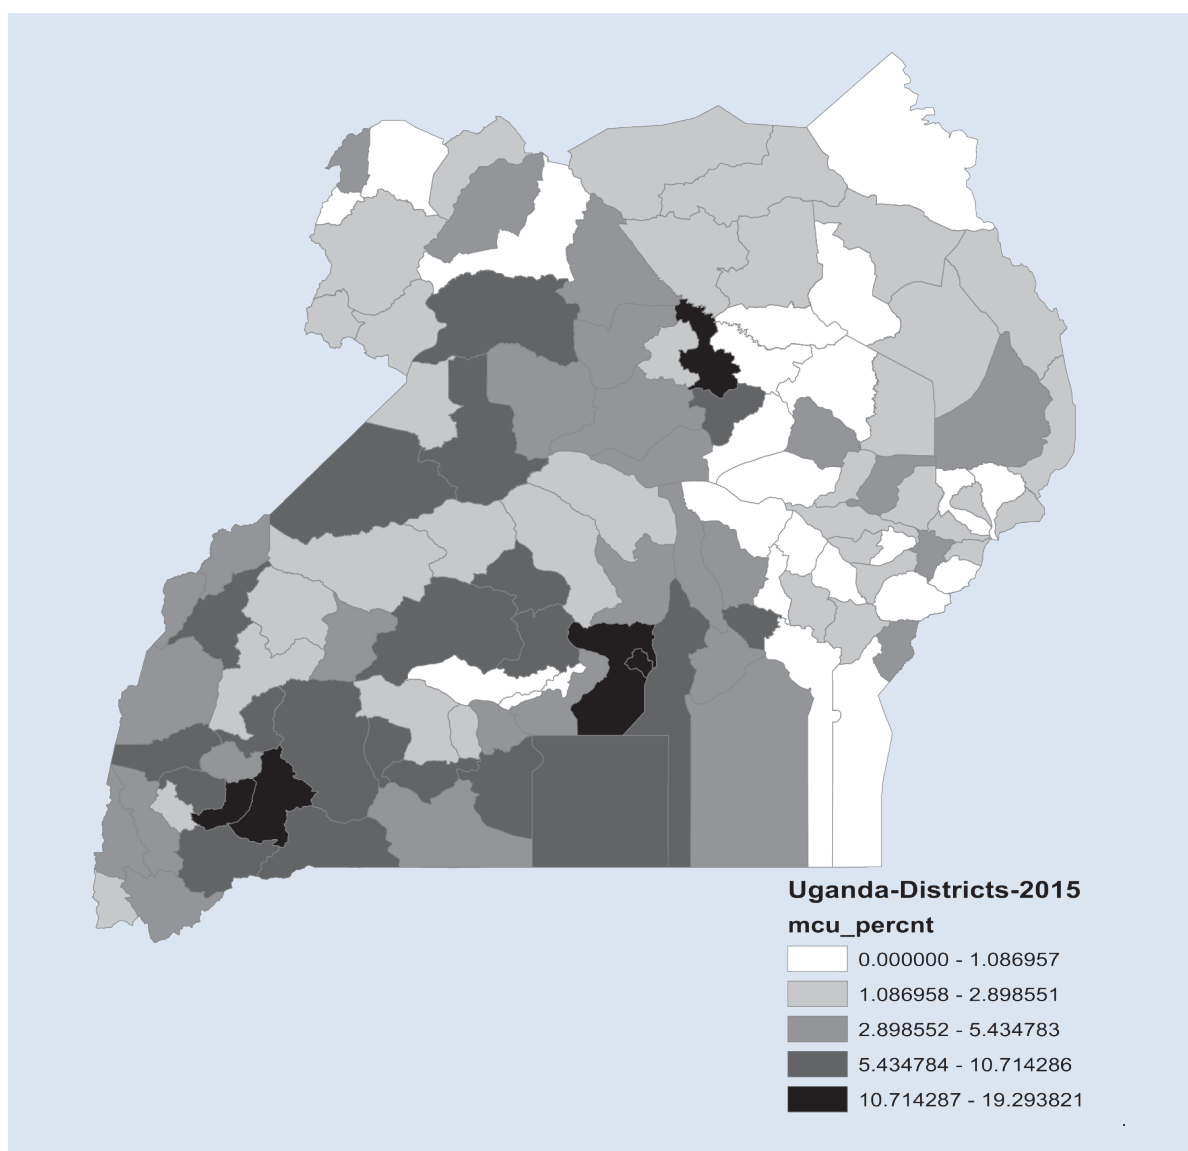 Uganda-Districts-2015
mcu_percnt
0.000000 - 1.086957
1.086958 - 2.898551
2.898552 - 5.434783
5.434784 - 10.714286
10.714287 - 19.293821